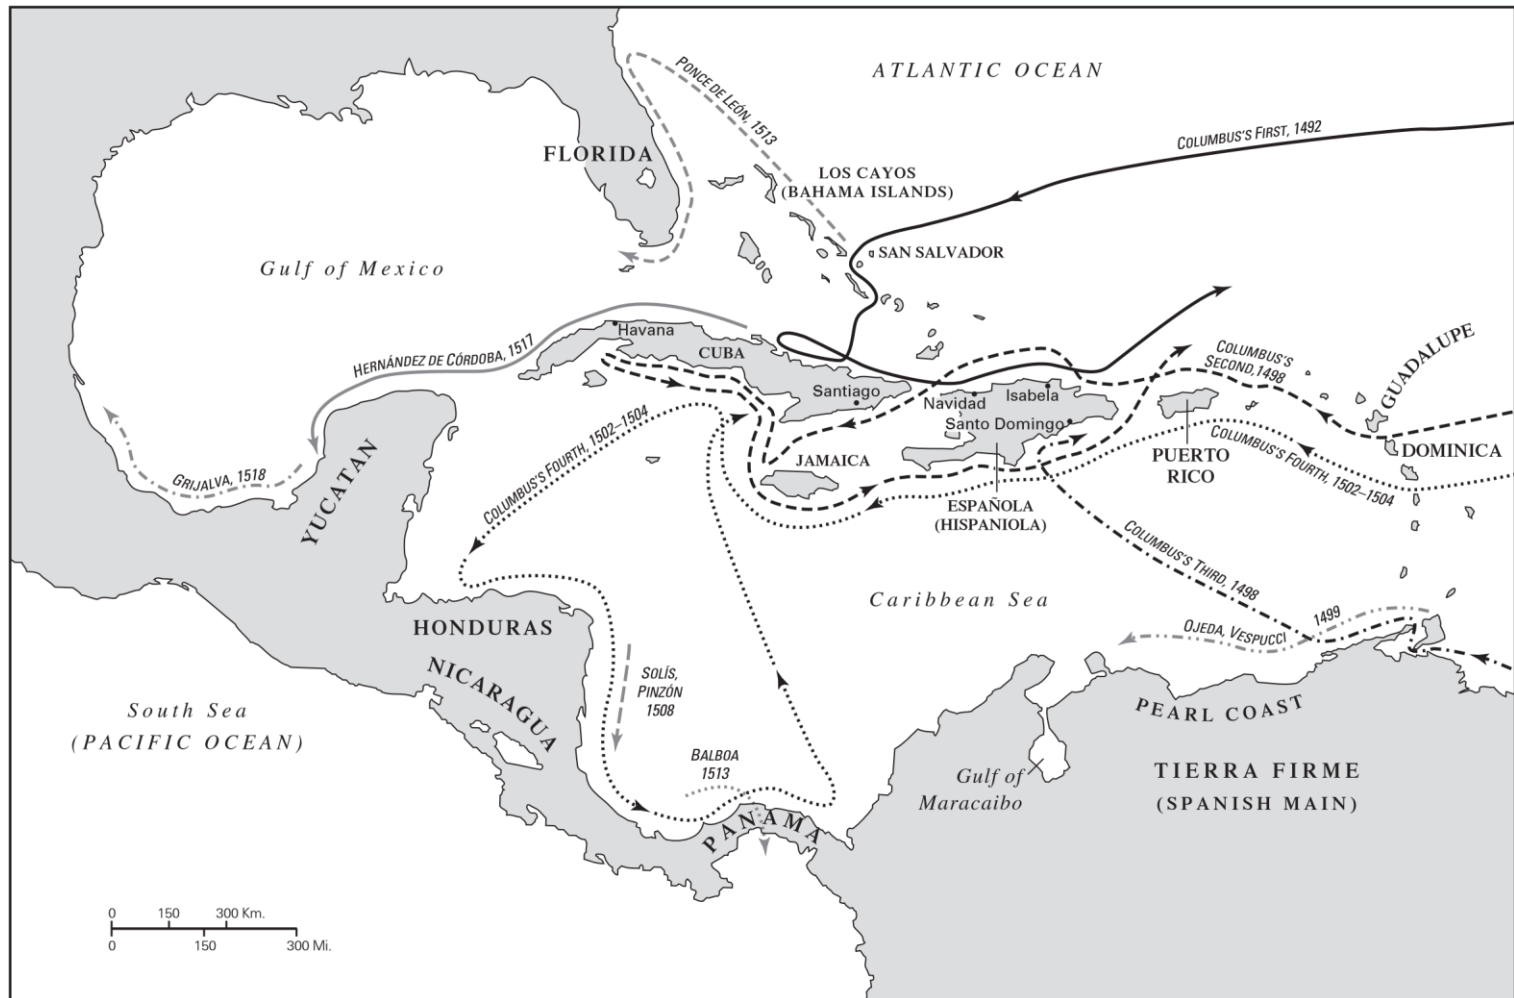 ATLANTIC OCEAN
PONCE DE LEÓN, 1513
COLUMBUS'S FIRST, 1492
FLORIDA
LOS CAYOS
(BAHAMA ISLANDS)
SAN SALVADOR
Gulf of Mexico
Havana
HERNÁNDEZ DE CÓRDOBA, 1517
CUBA
COLUMBUS'S
SECOND, 1498
GUADALUPE
Santiago
Navidad
Isabela
Santo Domingo
COLUMBUS'S FOURTH, 1502–1504
COLUMBUS'S FOURTH, 1502–1504
DOMINICA
JAMAICA
PUERTO
RICO
GRIJALVA, 1518
YUCATAN
ESPAÑOLA
(HISPANIOLA)
COLUMBUS'S THIRD, 1498
Caribbean Sea
HONDURAS
OJEDA, VESPUCCI 1499
NICARAGUA
SOLÍS,
PINZÓN
1508
South Sea
(PACIFIC OCEAN)
PEARL COAST
BALBOA
1513
Gulf of
Maracaibo
TIERRA FIRME
(SPANISH MAIN)
PANAMA
0 150 300 Km.
0 150 300 Mi.